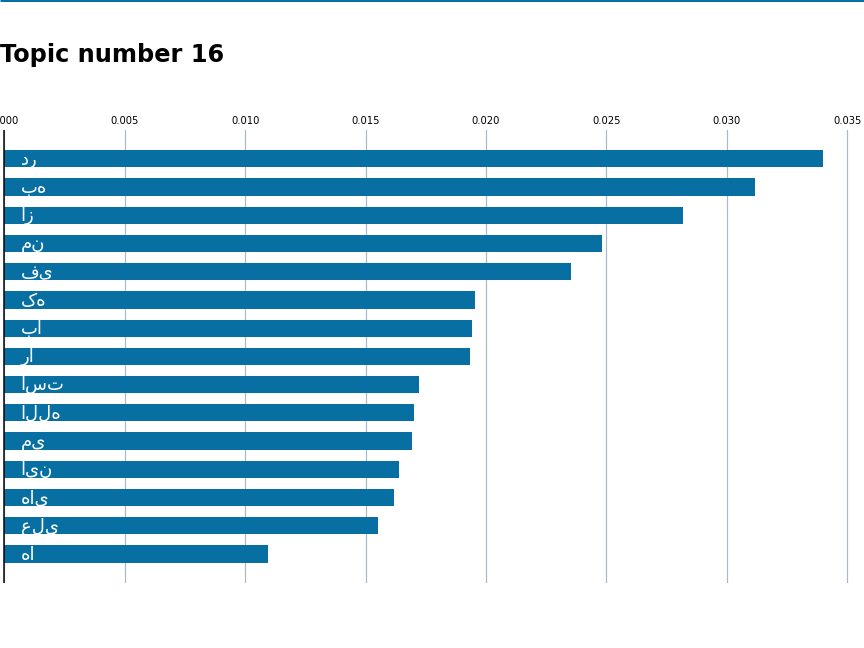 Topic number 16
000 0.005 0.010 0.015 0.020 0.025 0.030 0.035
در
به
از
من
فی
که
با
را
است
الله
می
این
های
علی
ها